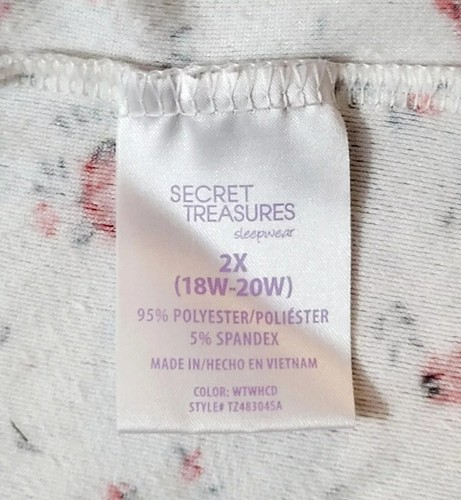 SECRET
TREASURES
sleepwear
2X
(18W-20W)
95% POLYESTER/POLIÉSTER
5% SPANDEX
MADE IN/HECHO EN VIETNAM
COLOR: WTWHCD
STYLE# TZ483045A